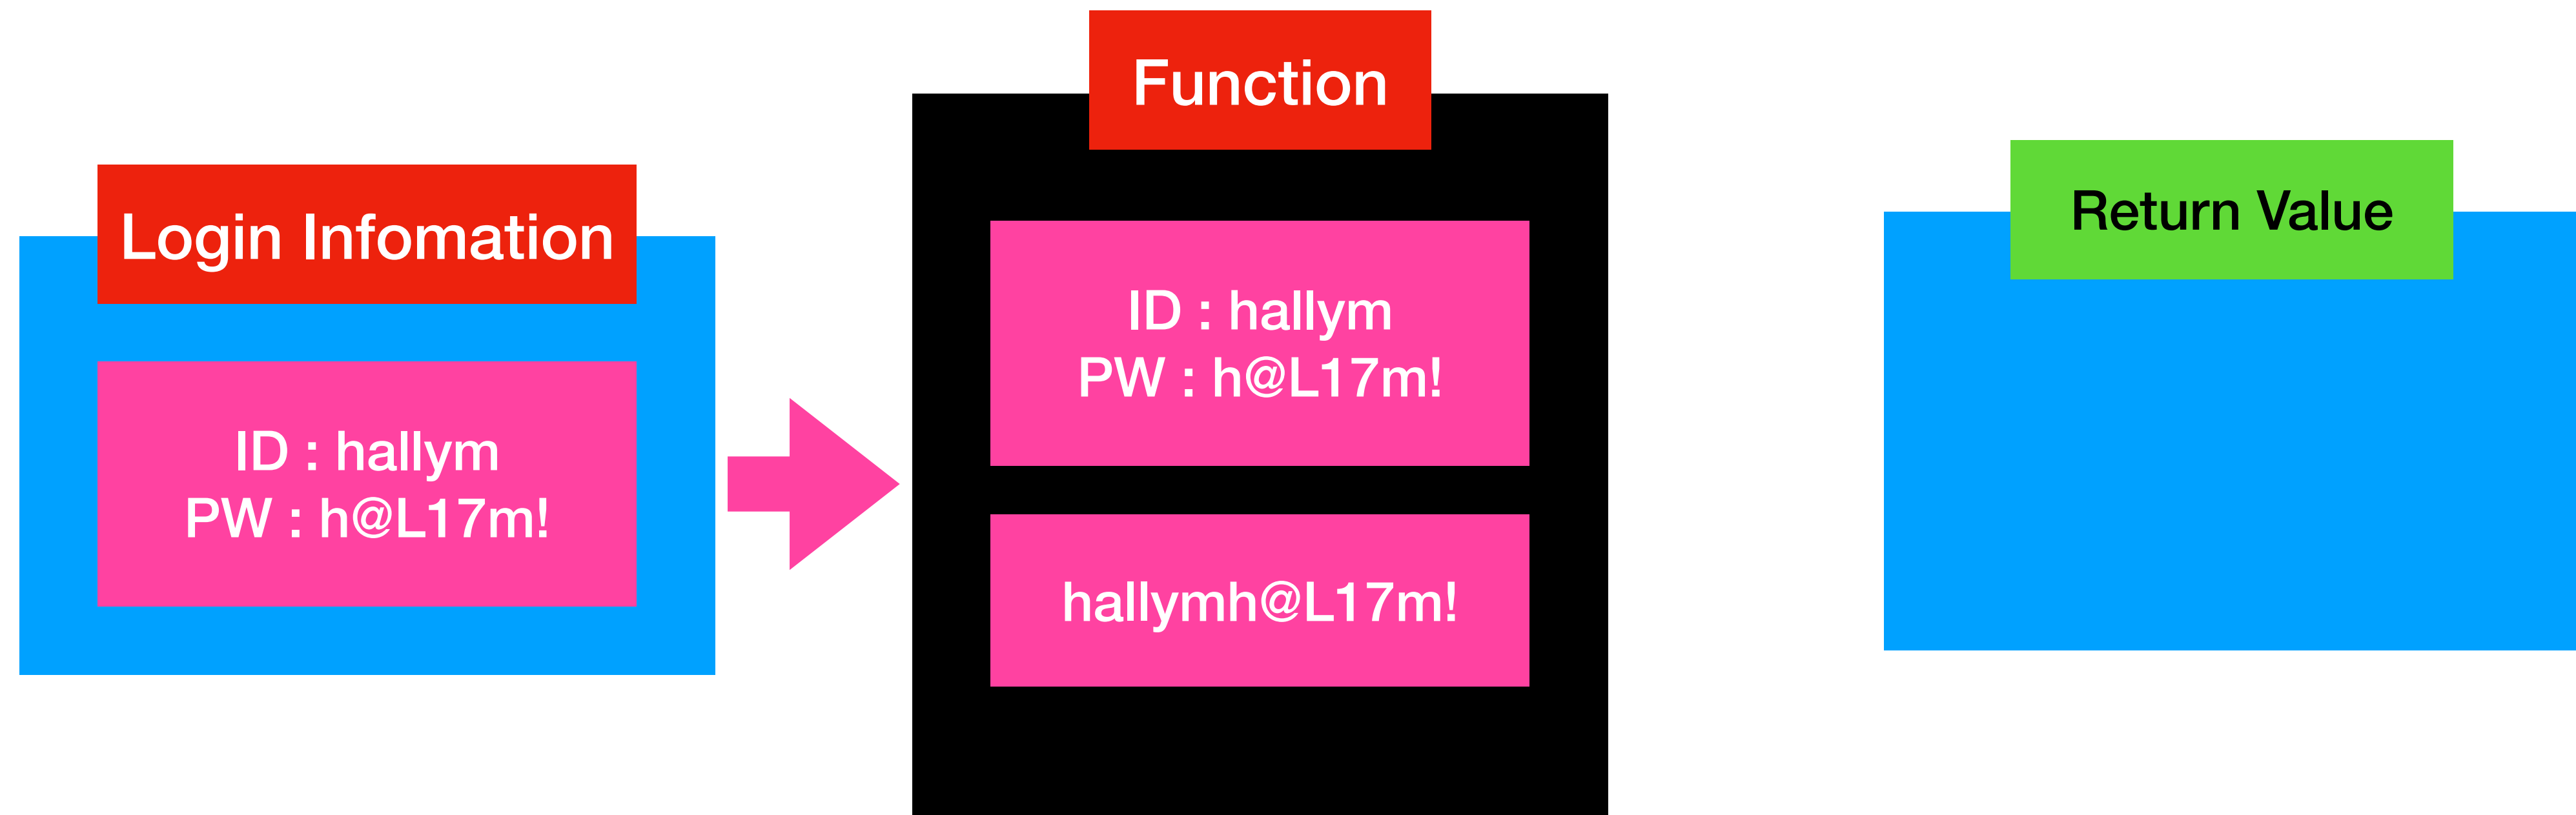 Login Infomation
ID : hallym
PW : h@L17m!
Function
ID : hallym
PW : h@L17m!
hallymh@L17m!
Return Value